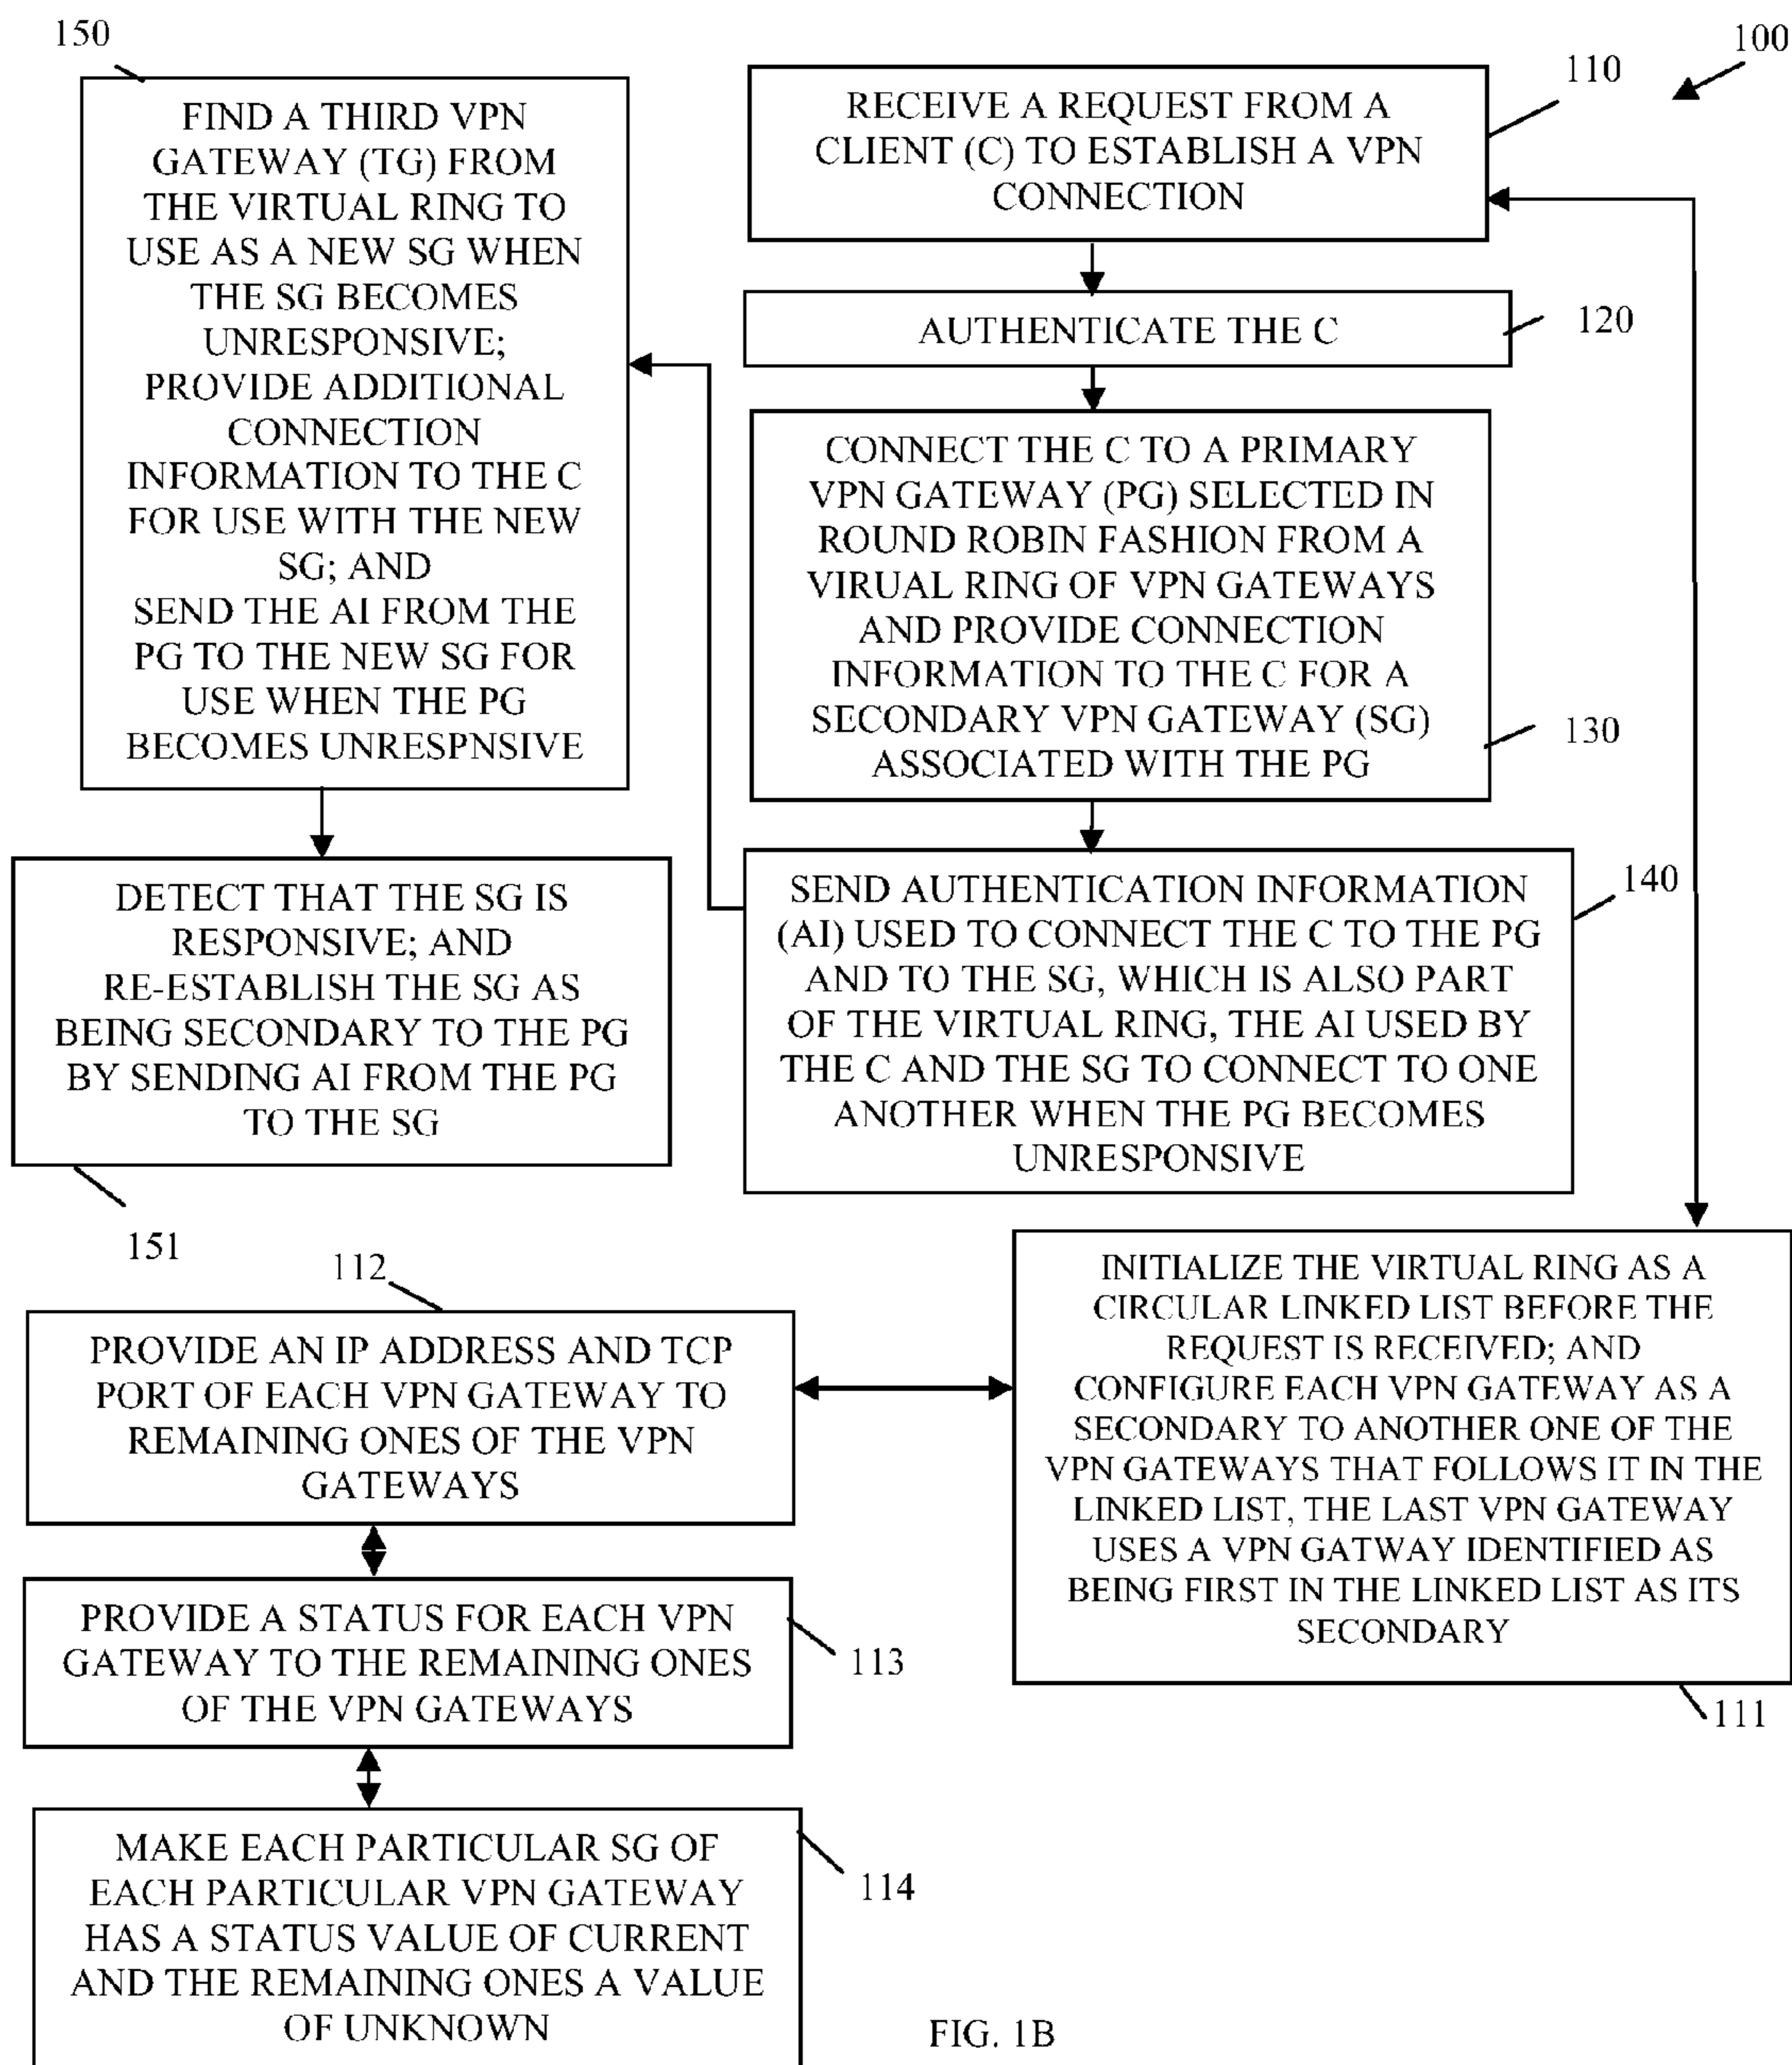 150
FIND A THIRD VPN
GATEWAY (TG) FROM
THE VIRTUAL RING TO
USE AS A NEW SG WHEN
THE SG BECOMES
UNRESPONSIVE;
PROVIDE ADDITIONAL
CONNECTION
INFORMATION TO THE C
FOR USE WITH THE NEW
SG; AND
SEND THE AI FROM THE
PG TO THE NEW SG FOR
USE WHEN THE PG
BECOMES UNRESPNSIVE
100
110
RECEIVE A REQUEST FROM A
CLIENT (C) TO ESTABLISH A VPN
CONNECTION
AUTHENTICATE THE C
120
CONNECT THE C TO A PRIMARY
VPN GATEWAY (PG) SELECTED IN
ROUND ROBIN FASHION FROM A
VIRUAL RING OF VPN GATEWAYS
AND PROVIDE CONNECTION
INFORMATION TO THE C FOR A
SECONDARY VPN GATEWAY (SG)
ASSOCIATED WITH THE PG
130
DETECT THAT THE SG IS
RESPONSIVE; AND
RE-ESTABLISH THE SG AS
BEING SECONDARY TO THE PG
BY SENDING AI FROM THE PG
TO THE SG
151
SEND AUTHENTICATION INFORMATION
(AI) USED TO CONNECT THE C TO THE PG
AND TO THE SG, WHICH IS ALSO PART
OF THE VIRTUAL RING, THE AI USED BY
THE C AND THE SG TO CONNECT TO ONE
ANOTHER WHEN THE PG BECOMES
UNRESPONSIVE
140
112
PROVIDE AN IP ADDRESS AND TCP
PORT OF EACH VPN GATEWAY TO
REMAINING ONES OF THE VPN
GATEWAYS
INITIALIZE THE VIRTUAL RING AS A
CIRCULAR LINKED LIST BEFORE THE
REQUEST IS RECEIVED; AND
CONFIGURE EACH VPN GATEWAY AS A
SECONDARY TO ANOTHER ONE OF THE
VPN GATEWAYS THAT FOLLOWS IT IN THE
LINKED LIST, THE LAST VPN GATEWAY
USES A VPN GATWAY IDENTIFIED AS
BEING FIRST IN THE LINKED LIST AS ITS
SECONDARY
111
PROVIDE A STATUS FOR EACH VPN
GATEWAY TO THE REMAINING ONES
OF THE VPN GATEWAYS
113
MAKE EACH PARTICULAR SG OF
EACH PARTICULAR VPN GATEWAY
HAS A STATUS VALUE OF CURRENT
AND THE REMAINING ONES A VALUE
OF UNKNOWN
114
FIG. 1B